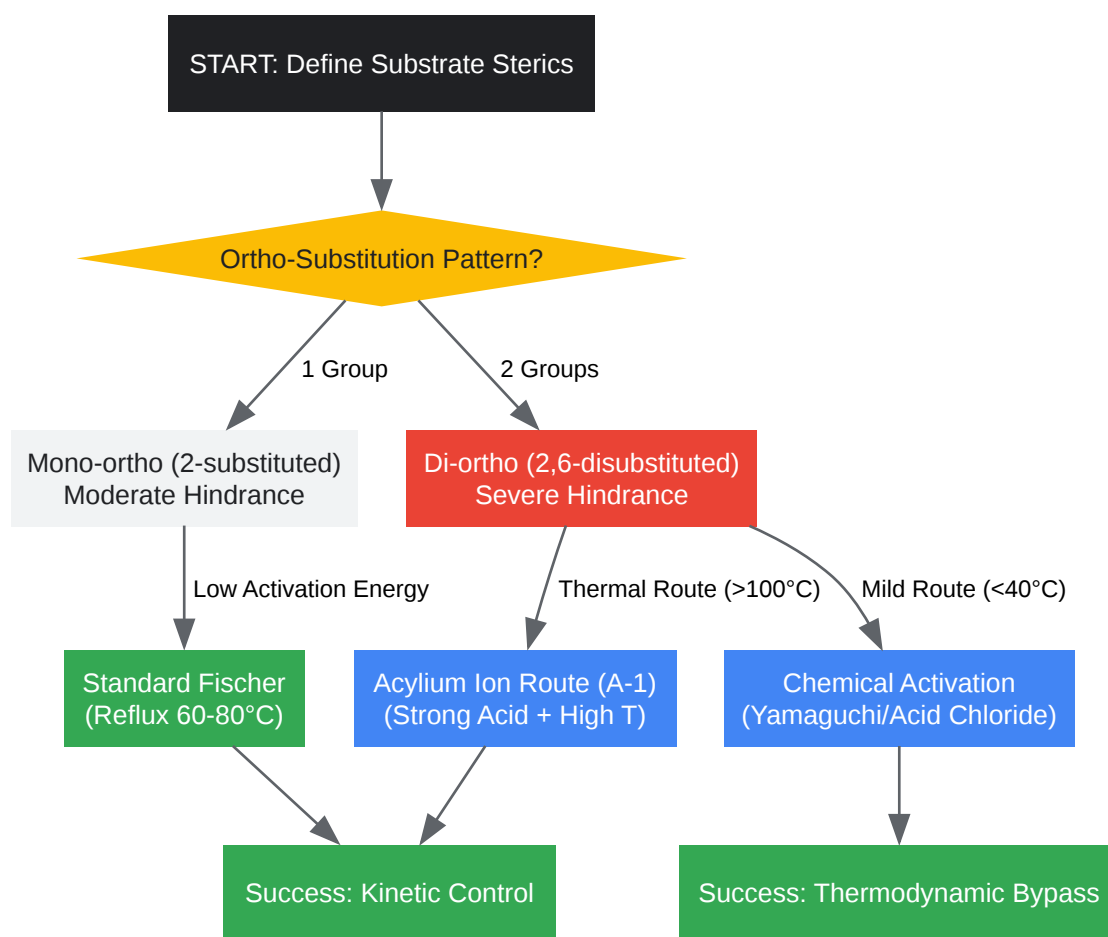 START: Define Substrate Sterics
Ortho-Substitution Pattern?
1 Group
2 Groups
Mono-ortho (2-substituted)
Moderate Hindrance
Di-ortho (2,6-disubstituted)
Severe Hindrance
Low Activation Energy
Thermal Route (>100°C)
Mild Route (<40°C)
Standard Fischer
(Reflux 60-80°C)
Acylium Ion Route (A-1)
(Strong Acid + High T)
Chemical Activation
(Yamaguchi/Acid Chloride)
Success: Kinetic Control
Success: Thermodynamic Bypass